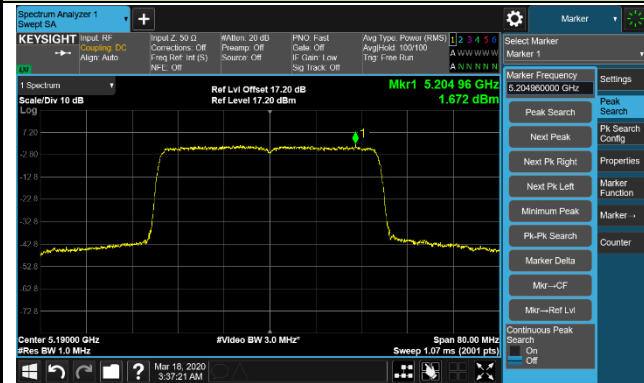 Spectrum Analyzer 1
Swept SA
Marker
KEYSIGHT
Input: RF
Coupling: DC
Align: Auto
Input Z: 50 Ω
Corrections: Off
Freq Ref: Int (S)
NFE: Off
#Atten: 20 dB
Preamp: Off
Source: Off
PNO: Fast
Gate: Off
IF Gain: Low
Sig Track: Off
Avg Type: Power (RMS)
Avg|Hold: 100/100
Trig: Free Run
1 2 3 4 5 6
A W W W W W
A N N N N N
Select Marker
Marker 1
1 Spectrum
Scale/Div 10 dB
Log
Ref Lvl Offset 17.20 dB
Ref Level 17.20 dBm
Mkr1 5.204 96 GHz
1.672 dBm
7.20
-2.80
-12.8
-22.8
-32.8
-42.8
-52.8
-62.8
-72.8
1
Center 5.19000 GHz
#Res BW 1.0 MHz
#Video BW 3.0 MHz*
Span 80.00 MHz
Sweep 1.07 ms (2001 pts)
Marker Frequency
5.204960000 GHz
Peak Search
Next Peak
Next Pk Right
Next Pk Left
Minimum Peak
Pk-Pk Search
Marker Delta
Mkr→CF
Mkr→Ref Lvl
Continuous Peak
Search
On
Off
Settings
Peak
Search
Pk Search
Config
Properties
Marker
Function
Marker→
Counter
Mar 18, 2020
3:37:21 AM